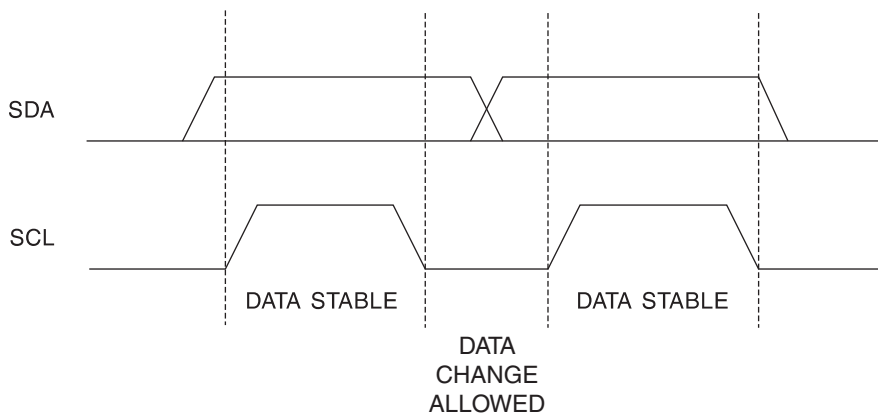 SDA
SCL
DATA STABLE
DATA STABLE
DATA
CHANGE
ALLOWED